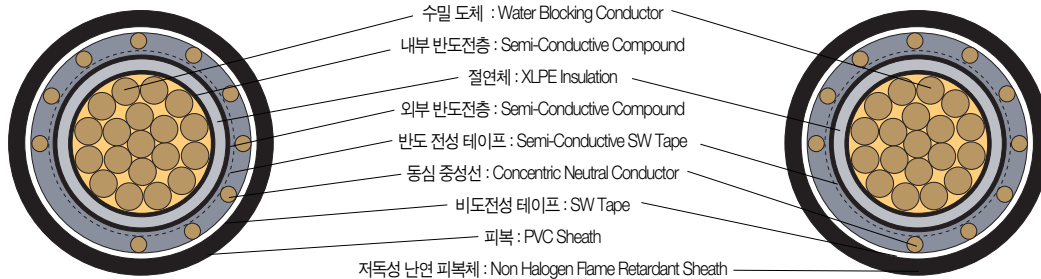 수밀 도체 : Water Blocking Conductor
내부 반도전층 : Semi-Conductive Compound
절연체 : XLPE Insulation
외부 반도전층 : Semi-Conductive Compound
반도 전성 테이프 : Semi-Conductive SW Tape
동심 중성선 : Concentric Neutral Conductor
비도전성 테이프 : SW Tape
피복 : PVC Sheath
저독성 난연 피복체 : Non Halogen Flame Retardant Sheath